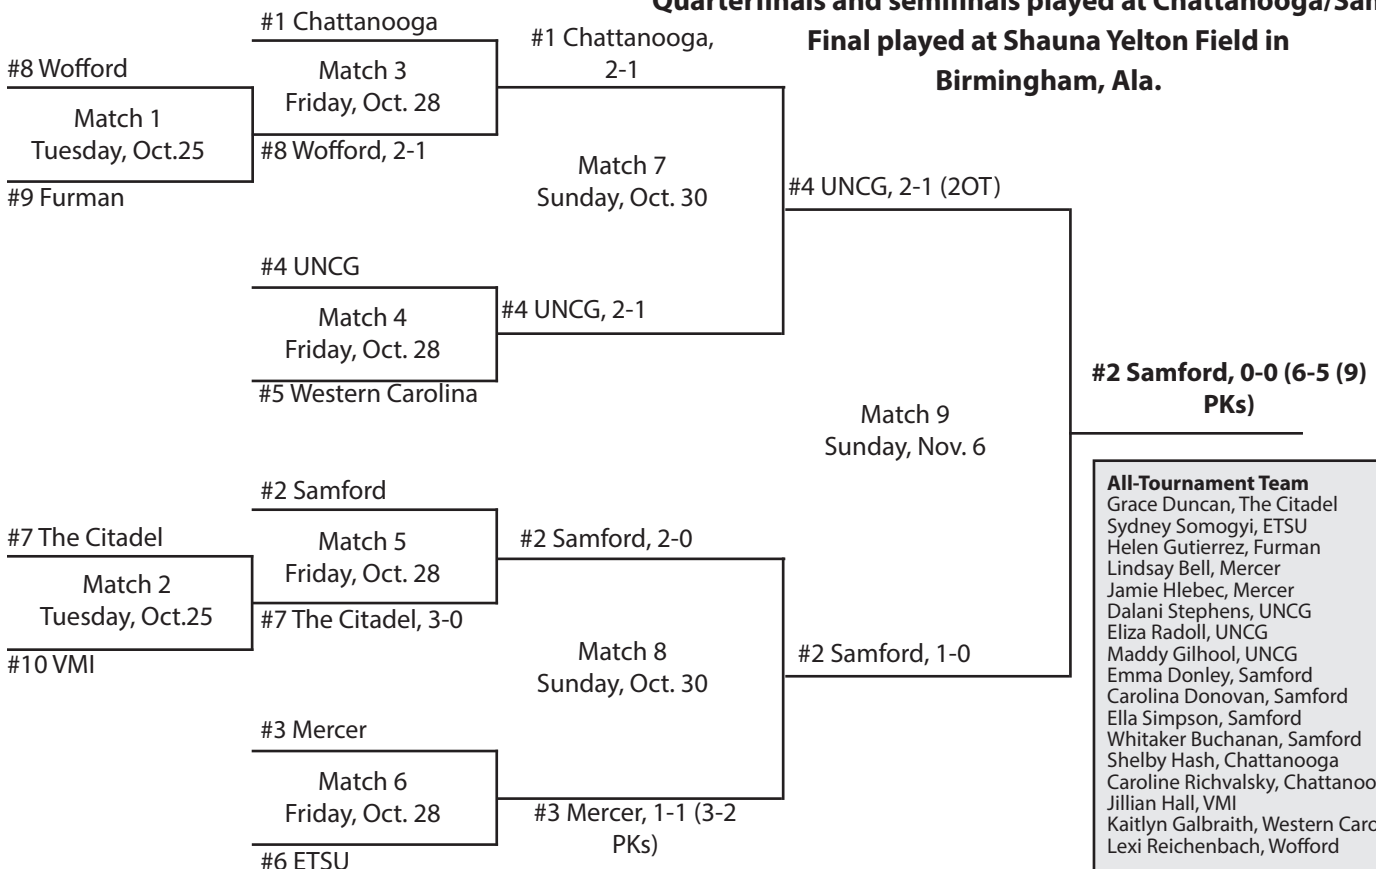 Quarterfinals and semifinals played at Chattanooga/Sam
Final played at Shauna Yelton Field in
Birmingham, Ala.
#1 Chattanooga
#8 Wofford
Match 3
Friday, Oct. 28
Match 1
Tuesday, Oct.25
#8 Wofford, 2-1
#9 Furman
#1 Chattanooga,
2-1
Match 7
Sunday, Oct. 30
#4 UNCG, 2-1 (2OT)
#4 UNCG
Match 4
Friday, Oct. 28
#4 UNCG, 2-1
#5 Western Carolina
#2 Samford, 0-0 (6-5 (9)
PKs)
Match 9
Sunday, Nov. 6
#2 Samford
#7 The Citadel
Match 5
Friday, Oct. 28
#2 Samford, 2-0
Match 2
Tuesday, Oct.25
#7 The Citadel, 3-0
#10 VMI
Match 8
Sunday, Oct. 30
#2 Samford, 1-0
#3 Mercer
Match 6
Friday, Oct. 28
#3 Mercer, 1-1 (3-2
PKs)
#6 ETSU
All-Tournament Team
Grace Duncan, The Citadel
Sydney Somogyi, ETSU
Helen Gutierrez, Furman
Lindsay Bell, Mercer
Jamie Hlebec, Mercer
Dalani Stephens, UNCG
Eliza Radoll, UNCG
Maddy Gilhool, UNCG
Emma Donley, Samford
Carolina Donovan, Samford
Ella Simpson, Samford
Whitaker Buchanan, Samford
Shelby Hash, Chattanooga
Caroline Richvalsky, Chattanoo
Jillian Hall, VMI
Kaitlyn Galbraith, Western Caro
Lexi Reichenbach, Wofford